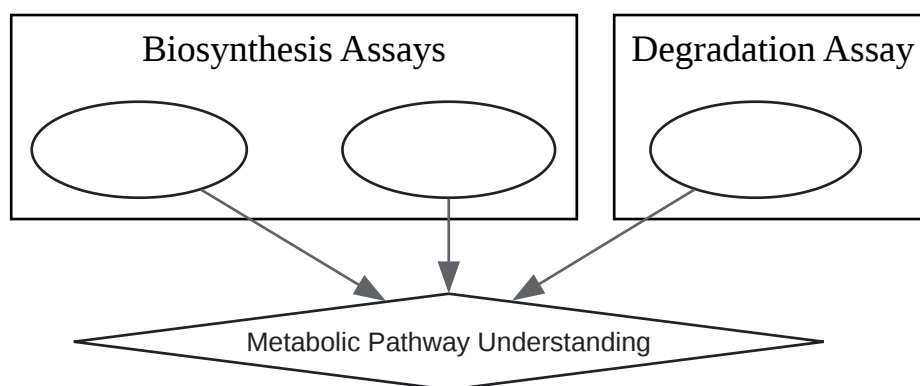 Biosynthesis Assays
Degradation Assay
Metabolic Pathway Understanding